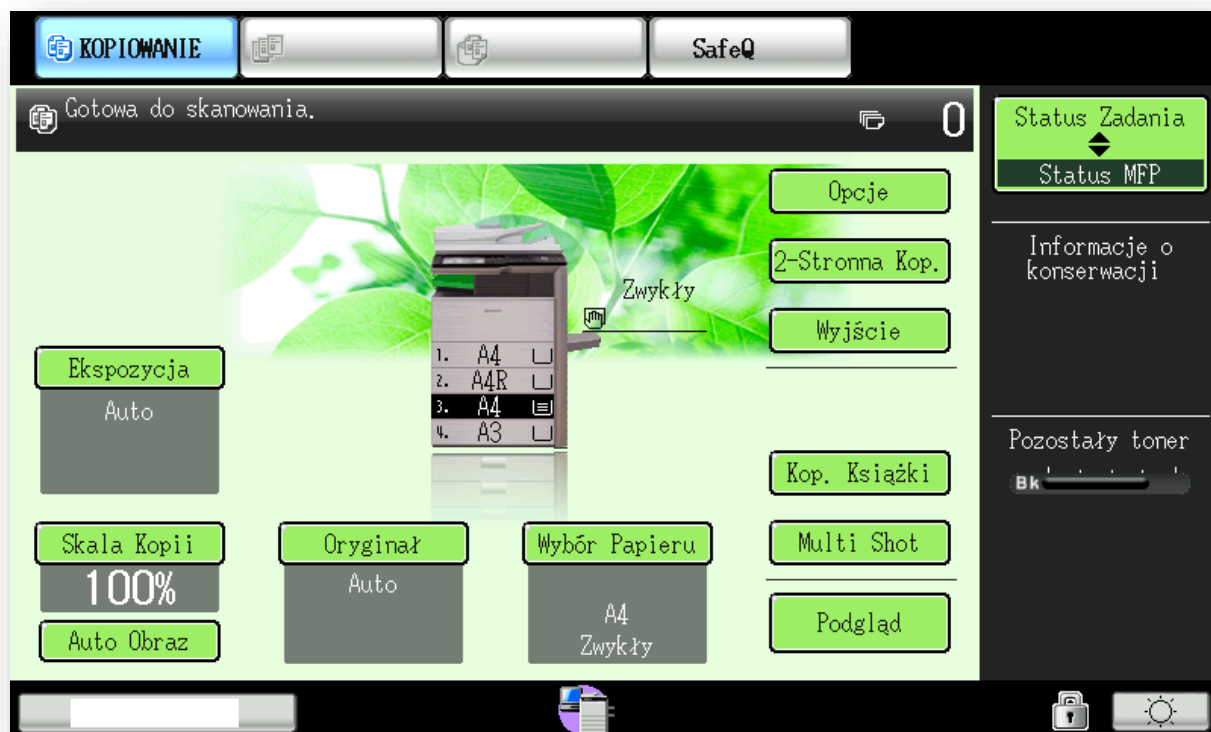 KOPIOWANIE
SafeQ
Gotowa do skanowania.
0
Status Zadania
Status MFP
Opcje
2-Stronna Kop.
Zwykły
Informacje o
konserwacji
Wyjście
1. A4
2. A4R
3. A4
4. A3
Ekspozycja
Auto
Pozostały toner
Bk
Kop. Książki
Skala Kopii
100%
Auto Obraz
Oryginał
Auto
Wybór Papieru
A4
Zwykły
Multi Shot
Podgląd